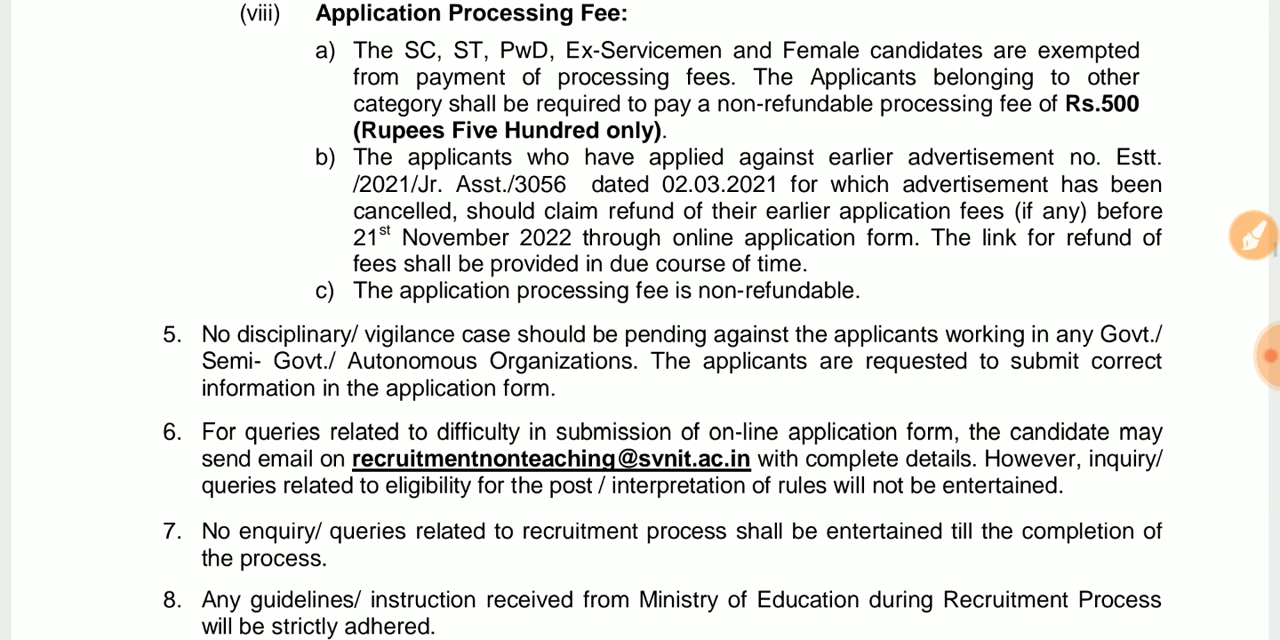 (viii) Application Processing Fee:
a) The SC, ST, PwD, Ex-Servicemen and Female candidates are exempted
from payment of processing fees. The Applicants belonging to other
category shall be required to pay a non-refundable processing fee of Rs.500
(Rupees Five Hundred only).
b) The applicants who have applied against earlier advertisement no. Estt.
/2021/Jr. Asst./3056 dated 02.03.2021 for which advertisement has been
cancelled, should claim refund of their earlier application fees (if any) before
21st November 2022 through online application form. The link for refund of
fees shall be provided in due course of time.
c) The application processing fee is non-refundable.
5. No disciplinary/ vigilance case should be pending against the applicants working in any Govt./
Semi- Govt./ Autonomous Organizations. The applicants are requested to submit correct
information in the application form.
6. For queries related to difficulty in submission of on-line application form, the candidate may
send email on recruitmentnonteaching@svnit.ac.in with complete details. However, inquiry/
queries related to eligibility for the post / interpretation of rules will not be entertained.
7. No enquiry/ queries related to recruitment process shall be entertained till the completion of
the process.
8. Any guidelines/ instruction received from Ministry of Education during Recruitment Process
will be strictly adhered.